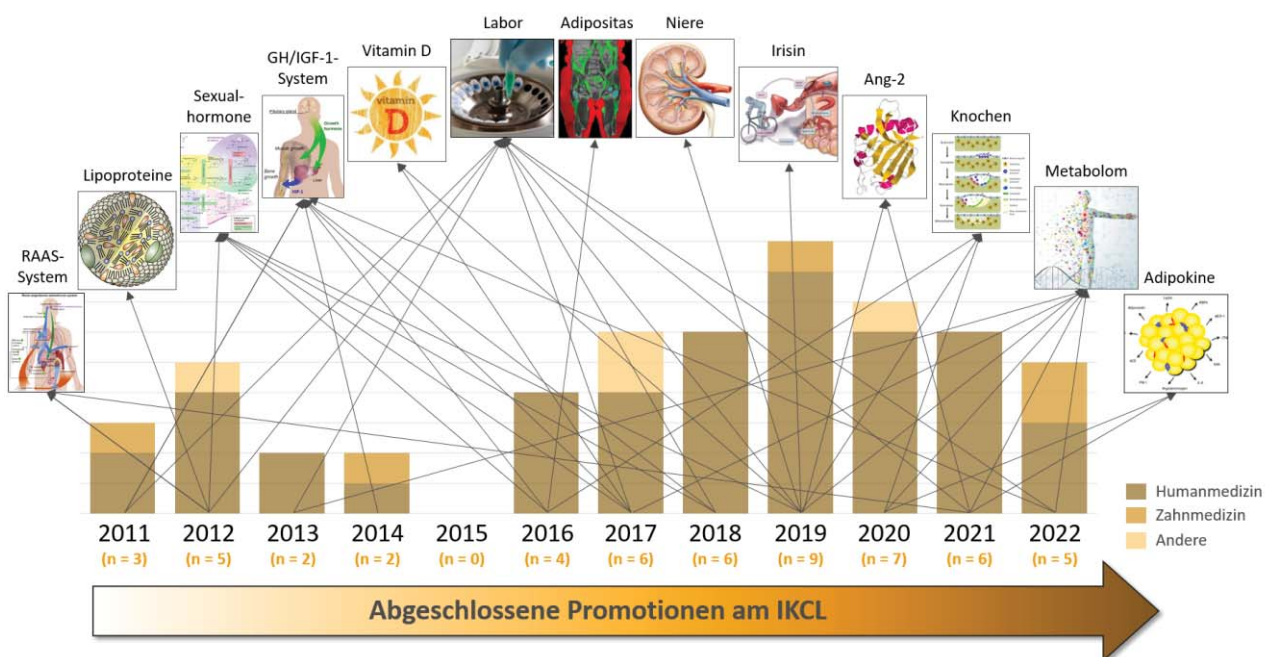 Labor
Adipositas
Niere
Vitamin D
Irisin
GH/IGF-1-
System
Ang-2
Sexual-
hormone
Knochen
Lipoproteine
Metabolom
RAAS-
System
Adipokine
vitamin
D
Humanmedizin
Zahnmedizin
Andere
2011 2012 2013 2014 2015 2016 2017 2018 2019 2020 2021 2022
(n = 3) (n = 5) (n = 2) (n = 2) (n = 0) (n = 4) (n = 6) (n = 6) (n = 9) (n = 7) (n = 6) (n = 5)
Abgeschlossene Promotionen am IKCL